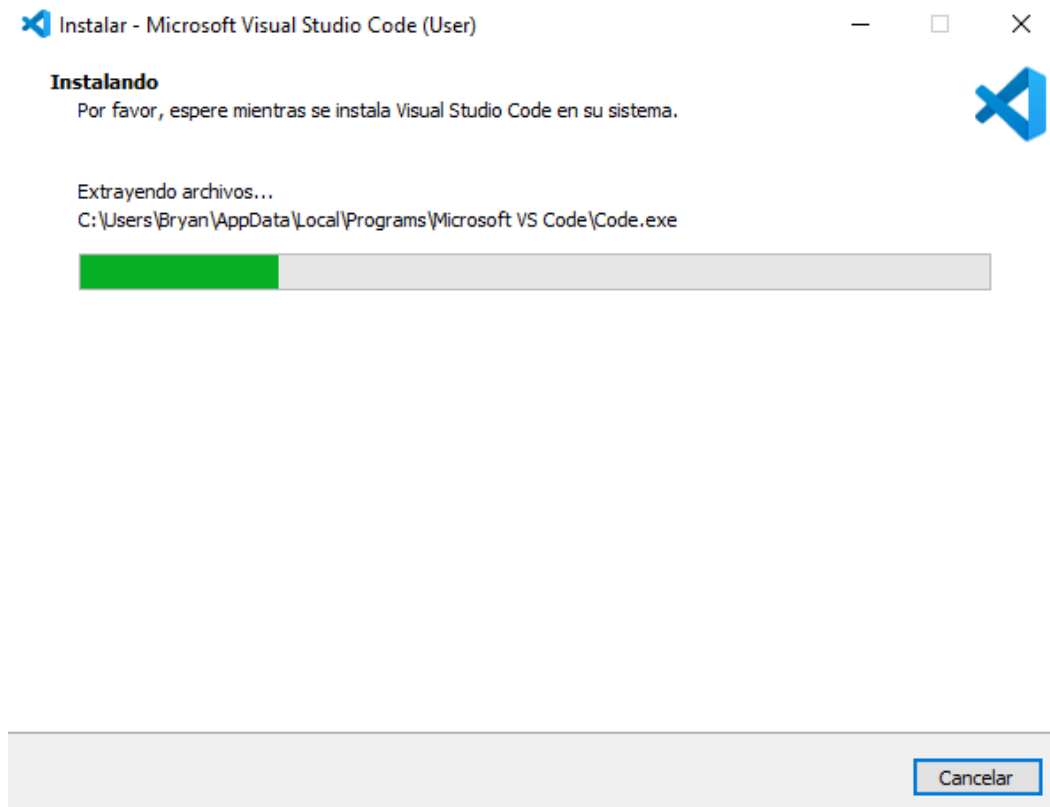 Instalar - Microsoft Visual Studio Code (User)
Instalando
Por favor, espere mientras se instala Visual Studio Code en su sistema.
Extrayendo archivos...
C:\Users\Bryan\AppData\Local\Programs\Microsoft VS Code\Code.exe
Cancelar